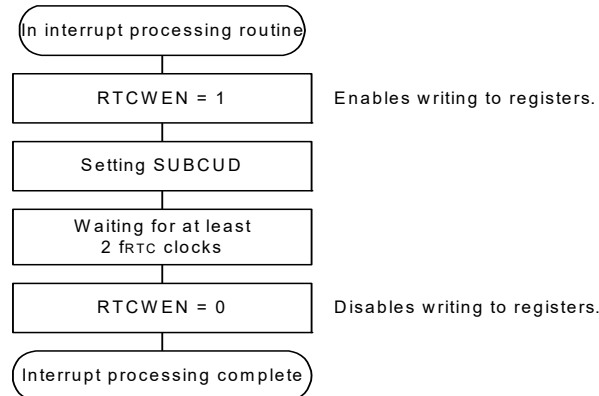 In interrupt processing routine
RTCWEN = 1
Enables writing to registers.
Setting SUBCUD
Waiting for at least
2 fRTC clocks
RTCWEN = 0
Disables writing to registers.
Interrupt processing complete